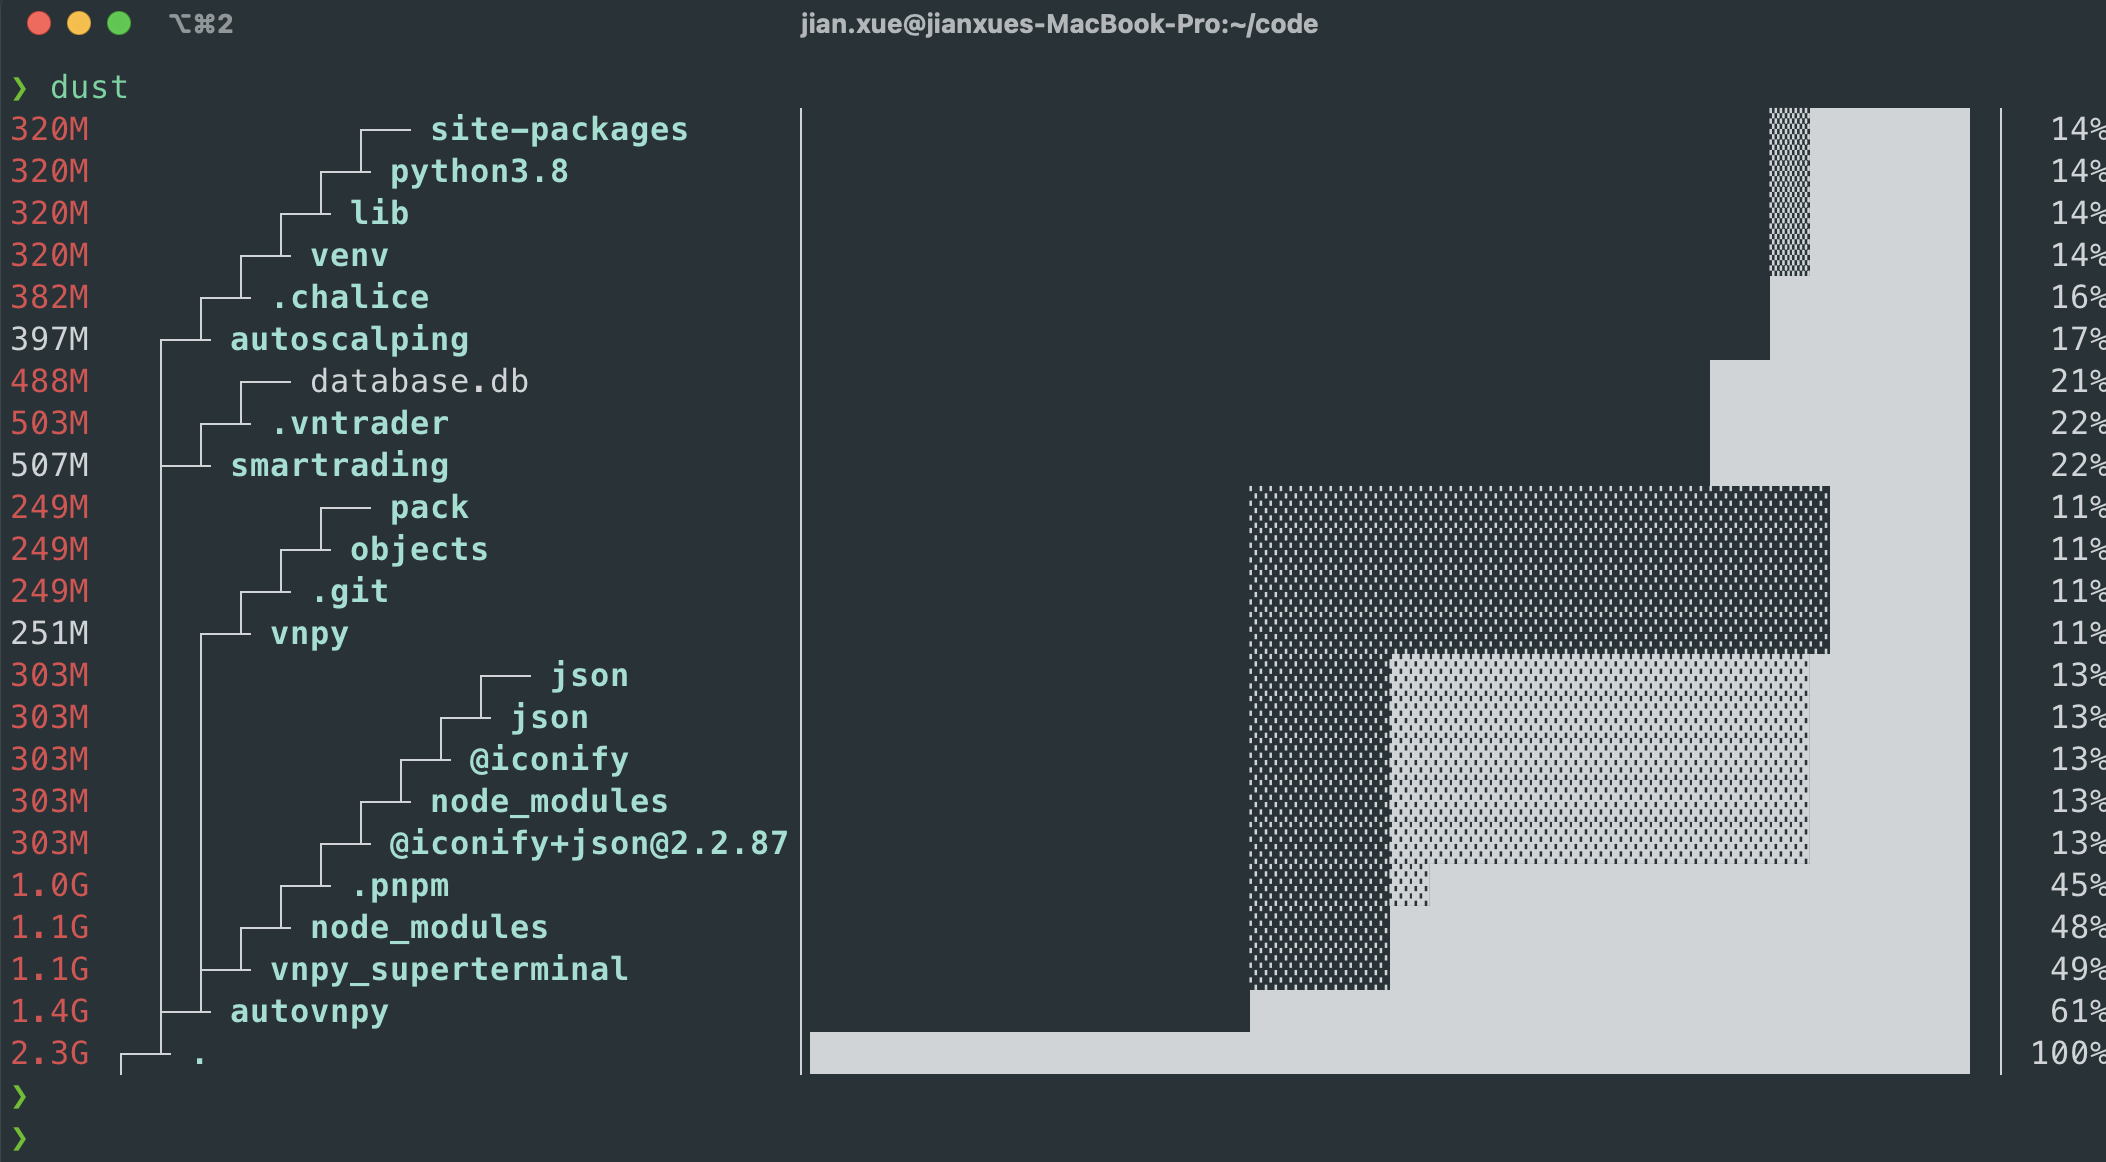 ⌥⌘2 jian.xue@jianxues-MacBook-Pro:~/code
❯ dust
320M site-packages 14%
320M python3.8 14%
320M lib 14%
320M venv 14%
382M .chalice 16%
397M autoscalping 17%
488M database.db 21%
503M .vntrader 22%
507M smartrading 22%
249M pack 11%
249M objects 11%
249M .git 11%
251M vnpy 11%
303M json 13%
303M json 13%
303M @iconify 13%
303M node_modules 13%
303M @iconify+json@2.2.87 13%
1.0G .pnpm 45%
1.1G node_modules 48%
1.1G vnpy_superterminal 49%
1.4G autovnpy 61%
2.3G . 100%
❯
❯